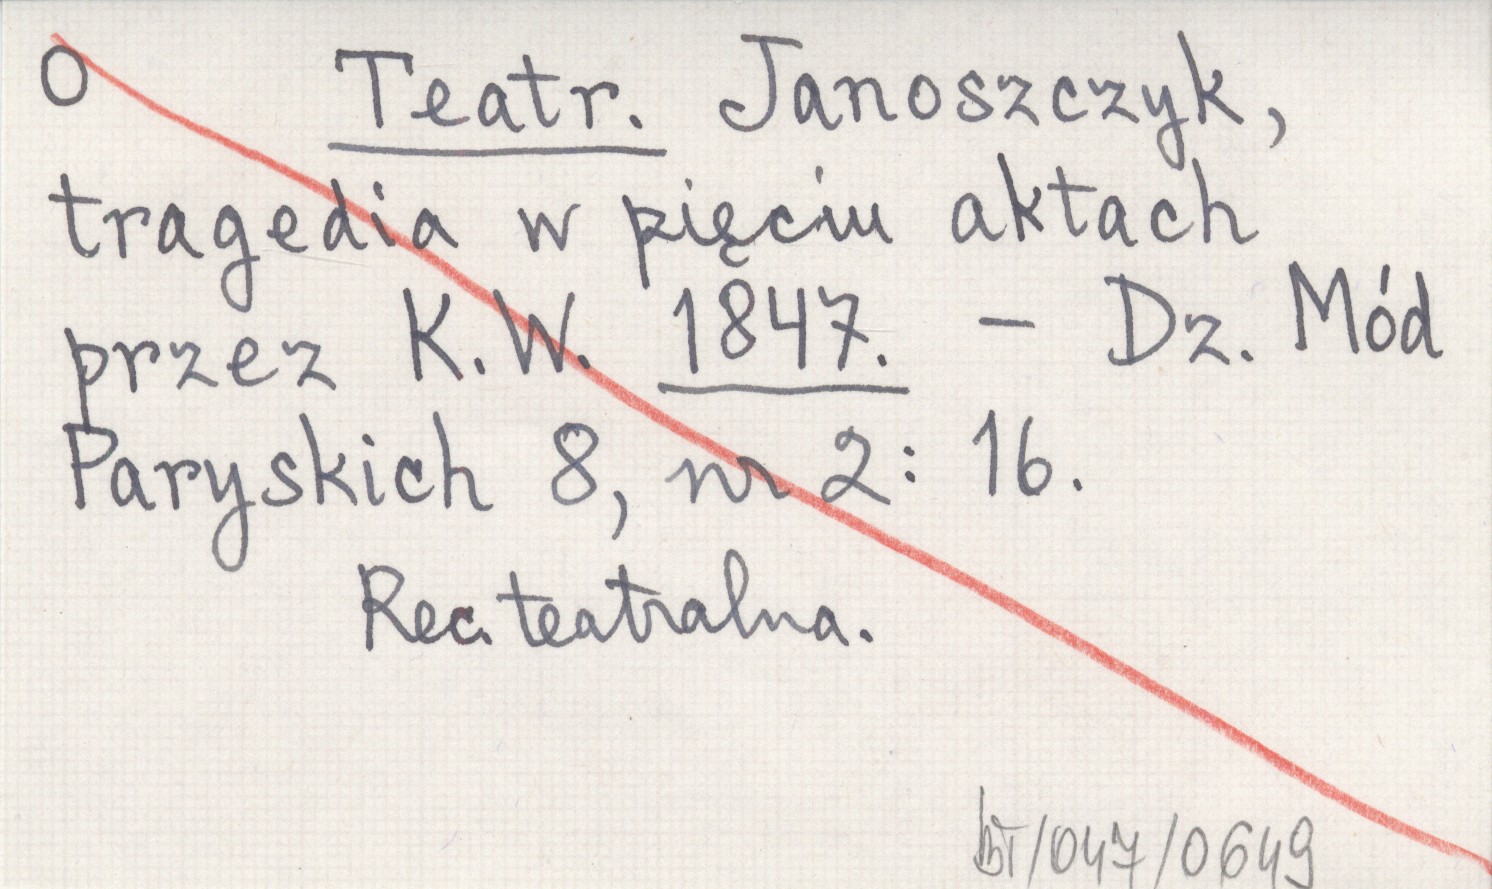 O Teatr. Janoszczyk,
tragedia w pięciu aktach
przez K.W. 1847. - Dz. Mód
Paryskich 8, nr 2: 16.
Rec. teatralna.
BT/047/0649